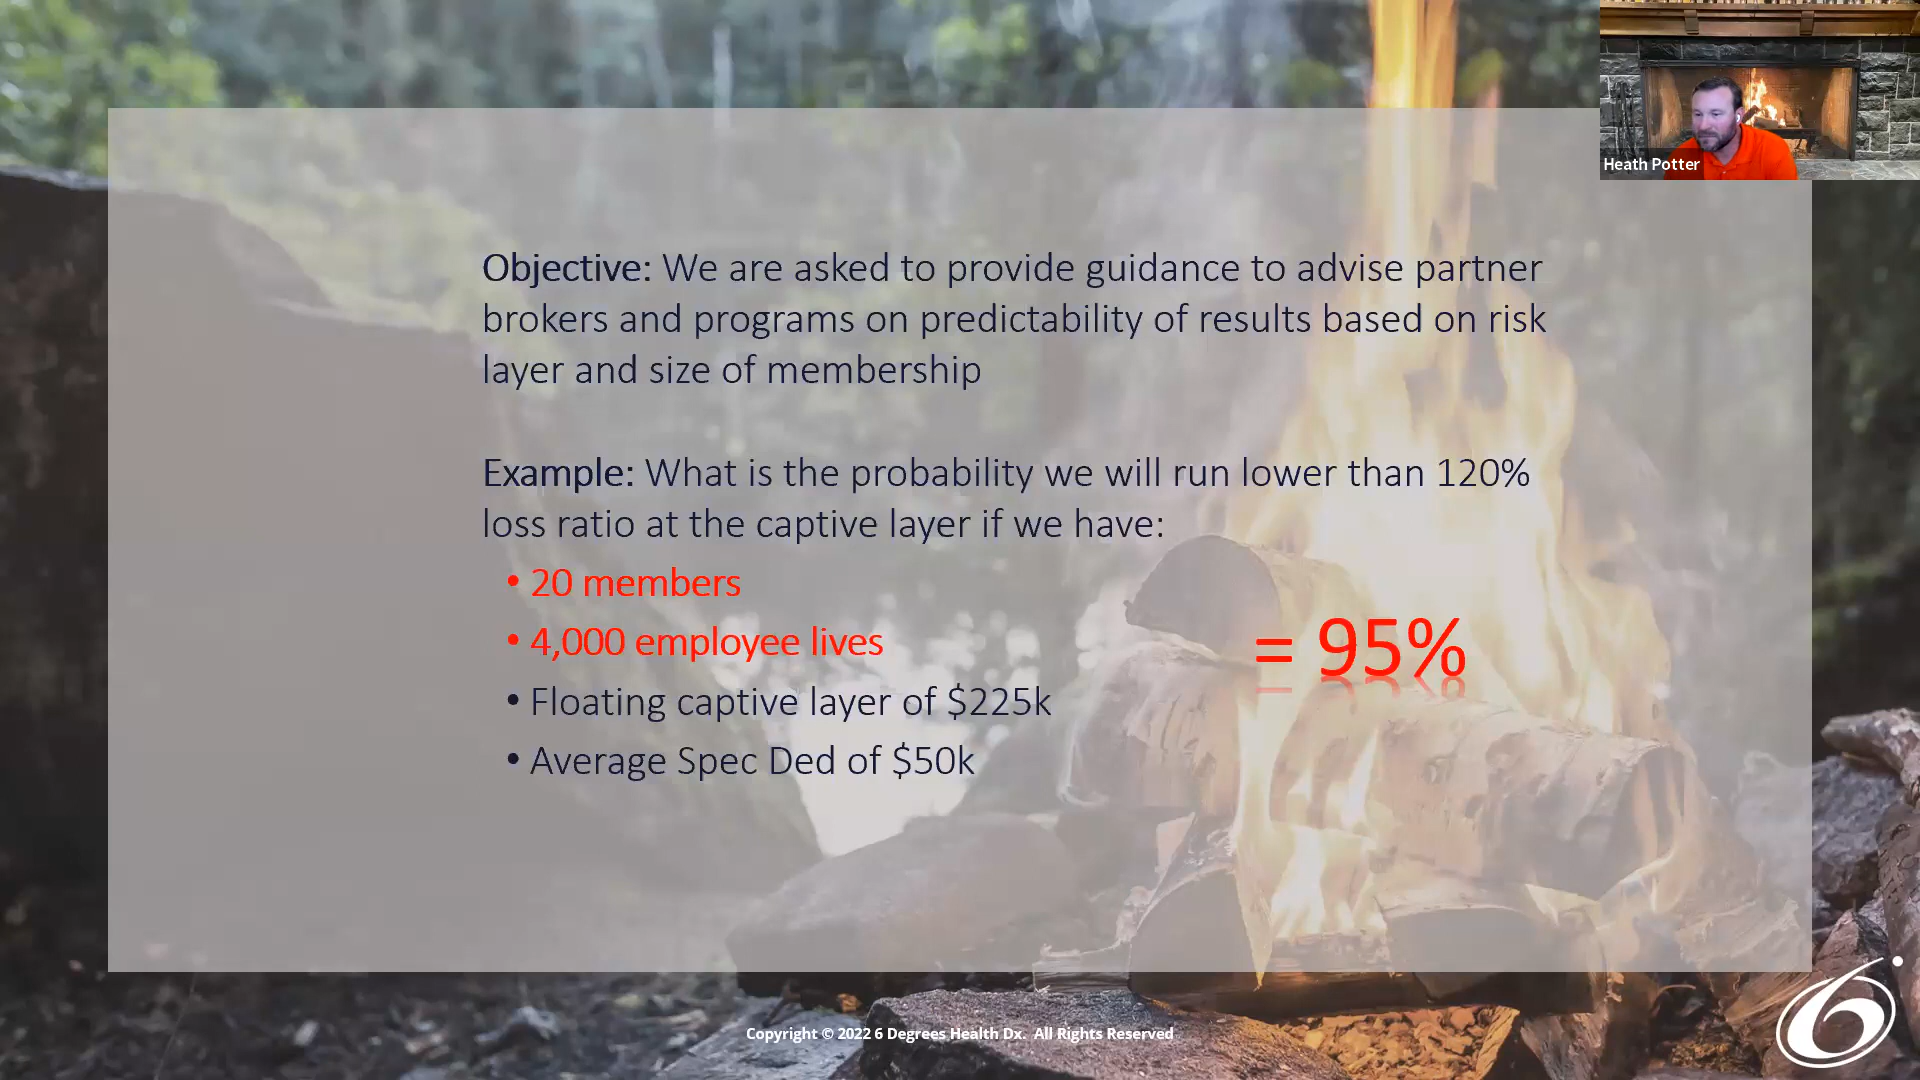 Heath Potter
Objective: We are asked to provide guidance to advise partner
brokers and programs on predictability of results based on risk
layer and size of membership
Example: What is the probability we will run lower than 120%
loss ratio at the captive layer if we have:
• 20 members
• 4,000 employee lives
= 95%
• Floating captive layer of $225k
• Average Spec Ded of $50k
Copyright © 2022 6 Degrees Health Dx. All Rights Reserved
6